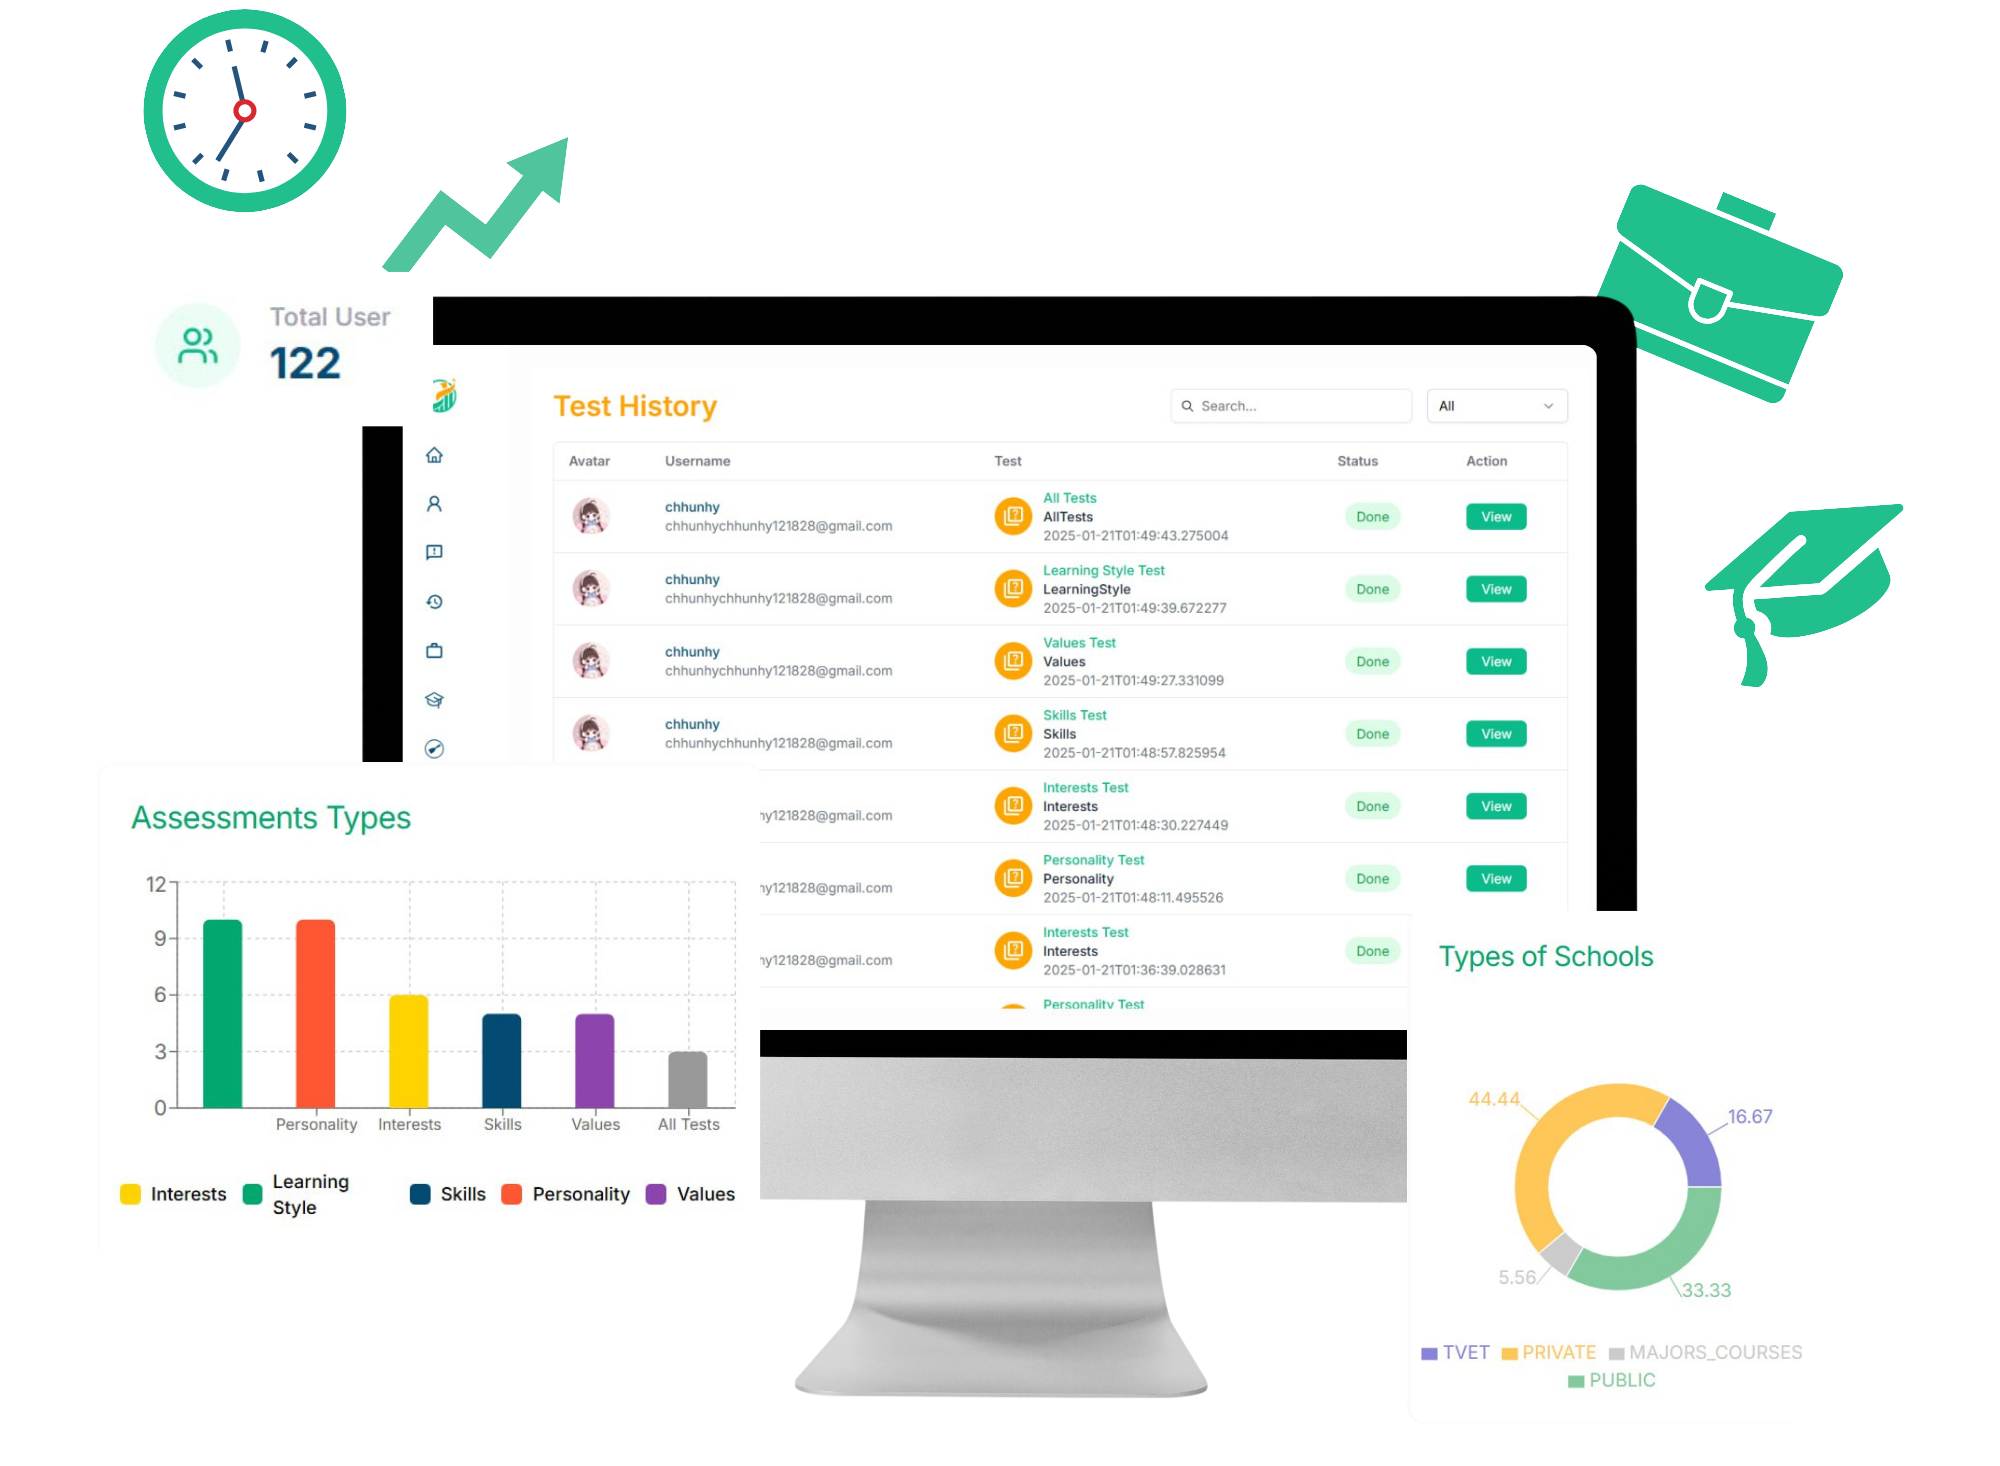 Total User
122
Test History
Search...
All
Avatar
Username
Test
Status
Action
chhunhy
chhunhychhunhy121828@gmail.com
All Tests
AllTests
2025-01-21T01:49:43.275004
Done
View
chhunhy
chhunhychhunhy121828@gmail.com
Learning Style Test
LearningStyle
2025-01-21T01:49:39.672277
Done
View
chhunhy
chhunhychhunhy121828@gmail.com
Values Test
Values
2025-01-21T01:49:27.331099
Done
View
chhunhy
chhunhychhunhy121828@gmail.com
Skills Test
Skills
2025-01-21T01:48:57.825954
Done
View
hy121828@gmail.com
Interests Test
Interests
2025-01-21T01:48:30.227449
Done
View
hy121828@gmail.com
Personality Test
Personality
2025-01-21T01:48:11.495526
Done
View
hy121828@gmail.com
Interests Test
Interests
2025-01-21T01:36:39.028631
Done
Personality Test
Assessments Types
12
9
6
3
0
Personality
Interests
Skills
Values
All Tests
Interests
Learning
Style
Skills
Personality
Values
Types of Schools
44.44
16.67
5.56
33.33
TVET
PRIVATE
MAJORS_COURSES
PUBLIC